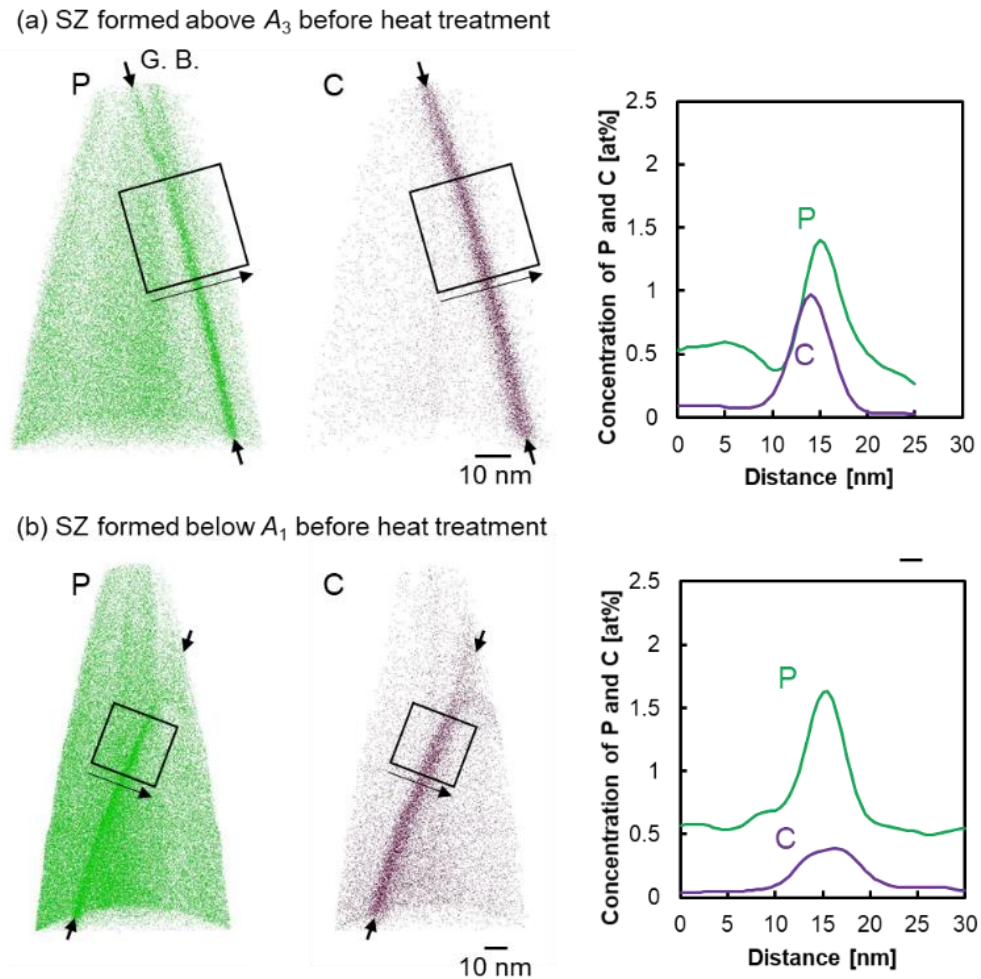 (a) SZ formed above A3 before heat treatment
G. B.
P
C
10 nm
Concentration of P and C [at%]
2.5
2
1.5
1
0.5
0
P
C
0 5 10 15 20 25 30
Distance [nm]
(b) SZ formed below A1 before heat treatment
P
C
10 nm
Concentration of P and C [at%]
2.5
2
1.5
1
0.5
0
P
C
0 5 10 15 20 25 30
Distance [nm]